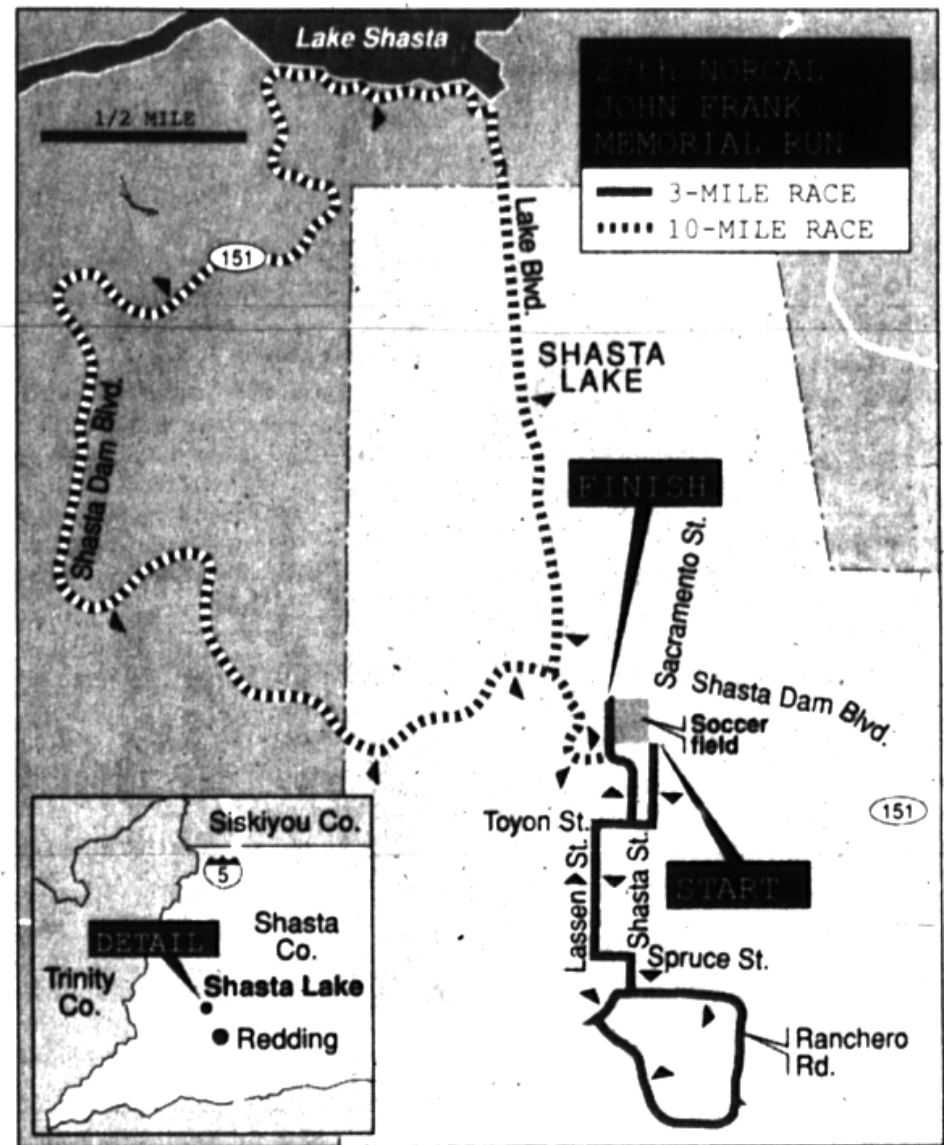 Lake Shasta
27th NORCAL
JOHN FRANK
MEMORIAL RUN
1/2 MILE
3-MILE RACE
10-MILE RACE
Lake Blvd.
151
SHASTA
LAKE
Shasta Dam Blvd.
FINISH
Sacramento St.
Shasta Dam Blvd.
Soccer
field
151
Toyon St.
Lassen St.
Shasta St.
START
Spruce St.
Ranchero
Rd.
Siskiyou Co.
5
Shasta
Co.
DETAIL
Trinity
Co.
Shasta Lake
Redding